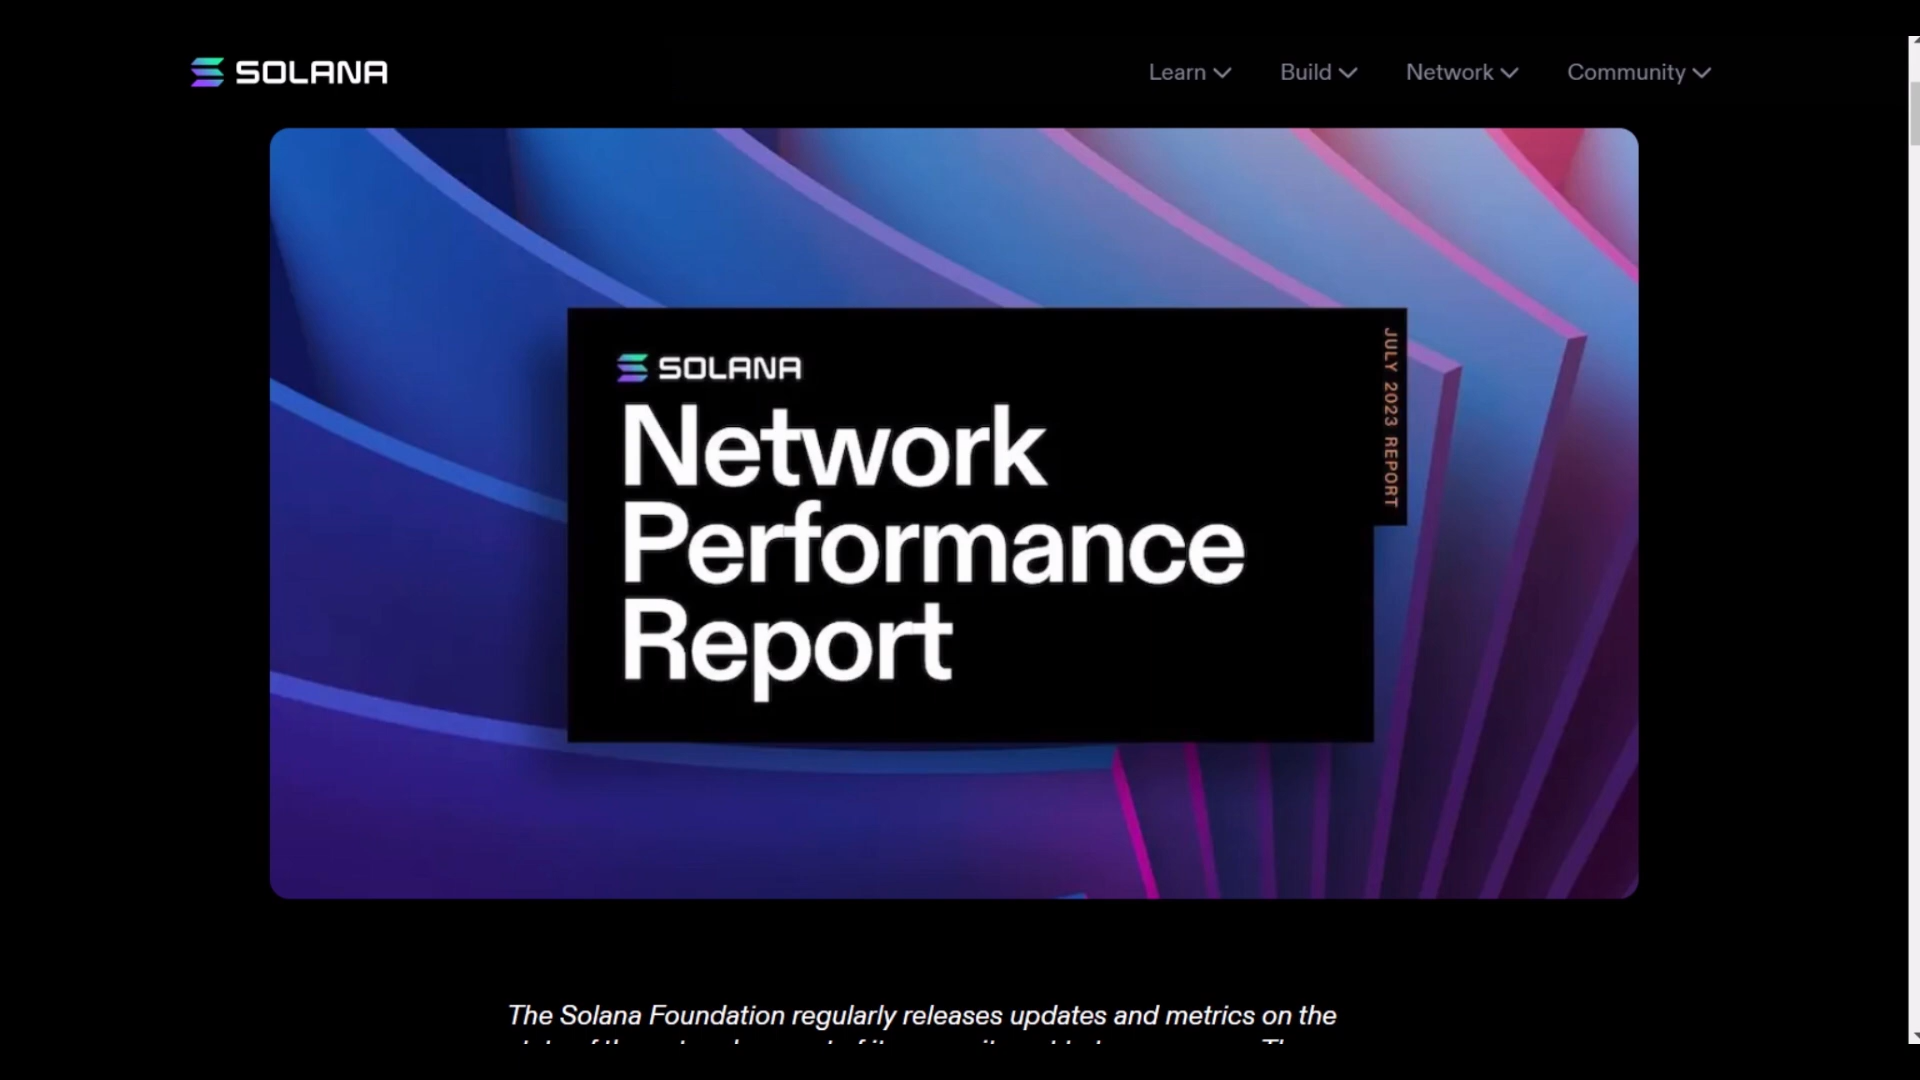 SOLANA
Learn
Build
Network
Community
SOLANA
JULY 2023 REPORT
Network
Performance
Report
The Solana Foundation regularly releases updates and metrics on the